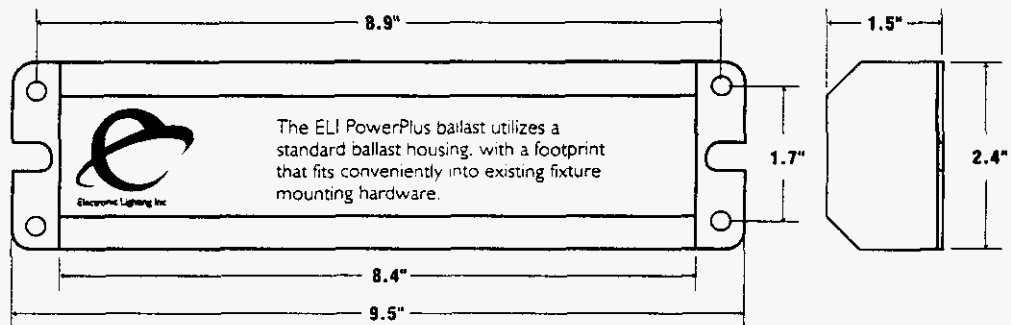 8.9"
1.5"
The ELI PowerPlus ballast utilizes a
standard ballast housing, with a footprint
that fits conveniently into existing fixture
mounting hardware.
Electronic Lighting Inc
1.7"
2.4"
8.4"
9.5"